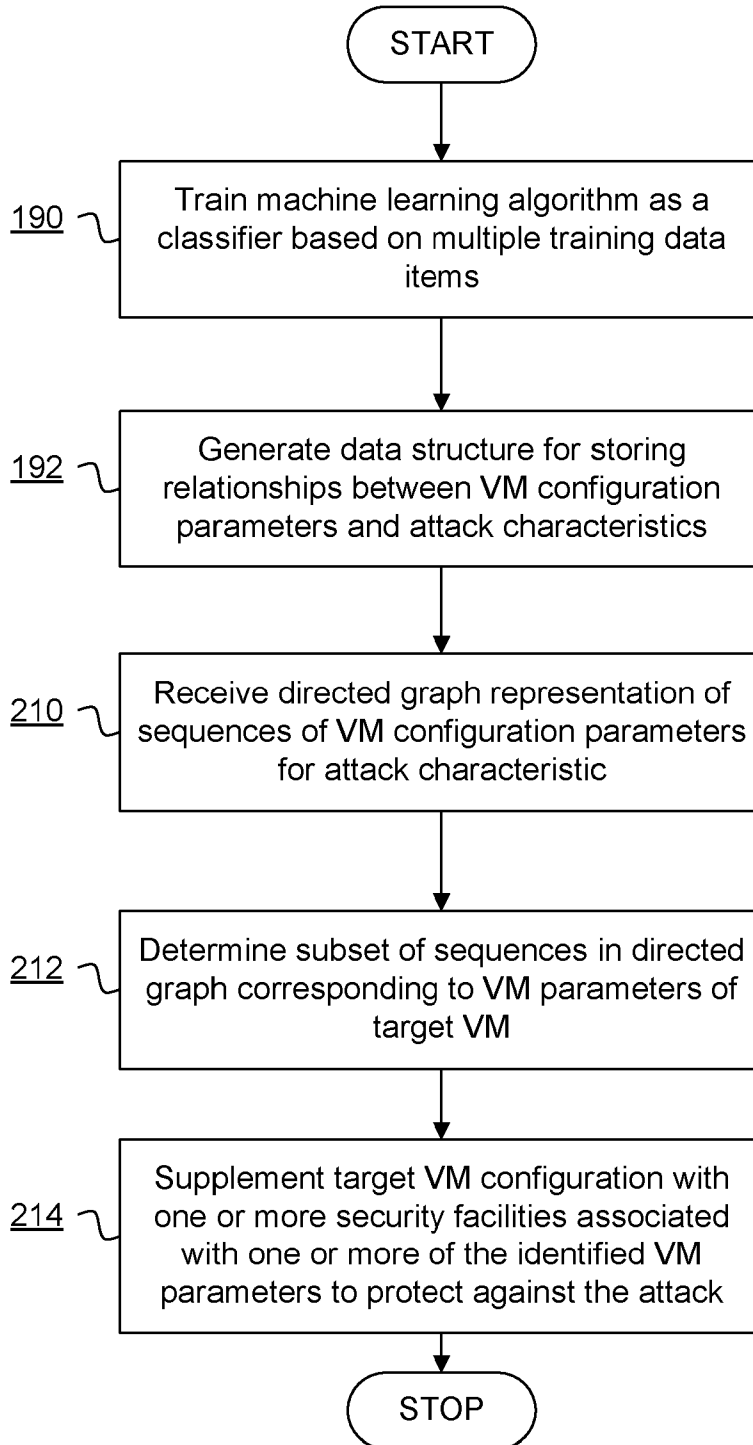 START
190
Train machine learning algorithm as a
classifier based on multiple training data
items
192
Generate data structure for storing
relationships between VM configuration
parameters and attack characteristics
210
Receive directed graph representation of
sequences of VM configuration parameters
for attack characteristic
212
Determine subset of sequences in directed
graph corresponding to VM parameters of
target VM
214
Supplement target VM configuration with
one or more security facilities associated
with one or more of the identified VM
parameters to protect against the attack
STOP